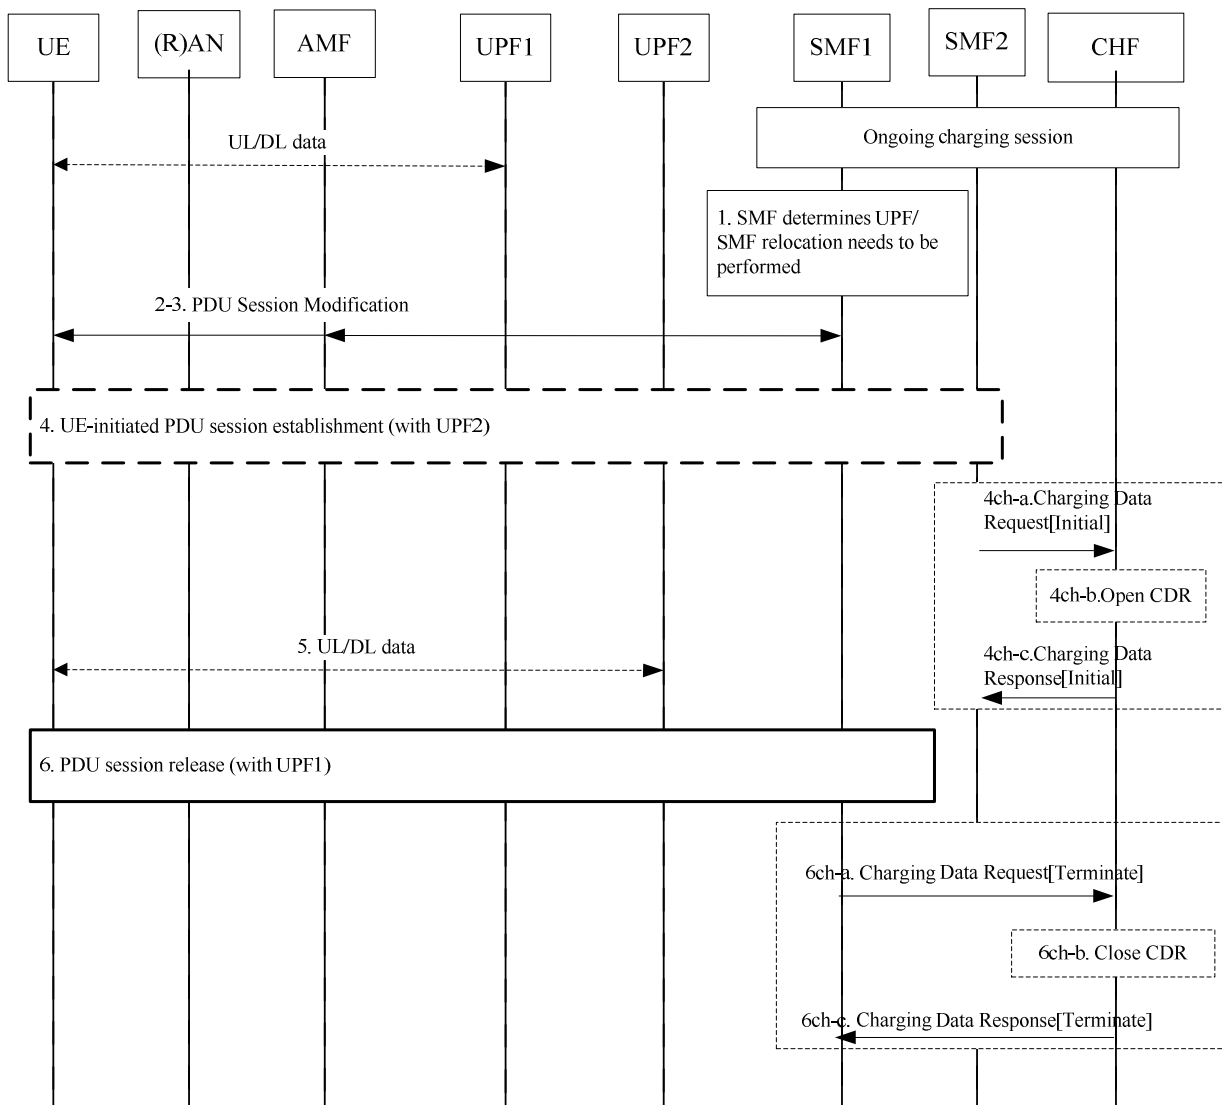 UE
(R)AN
AMF
UPF1
UPF2
SMF1
SMF2
CHF
UL/DL data
Ongoing charging session
1. SMF determines UPF/
SMF relocation needs to be
performed
2-3. PDU Session Modification
4. UE-initiated PDU session establishment (with UPF2)
4ch-a.Charging Data
Request[Initial]
4ch-b.Open CDR
5. UL/DL data
4ch-c.Charging Data
Response[Initial]
6. PDU session release (with UPF1)
6ch-a. Charging Data Request[Terminate]
6ch-b. Close CDR
6ch-c. Charging Data Response[Terminate]